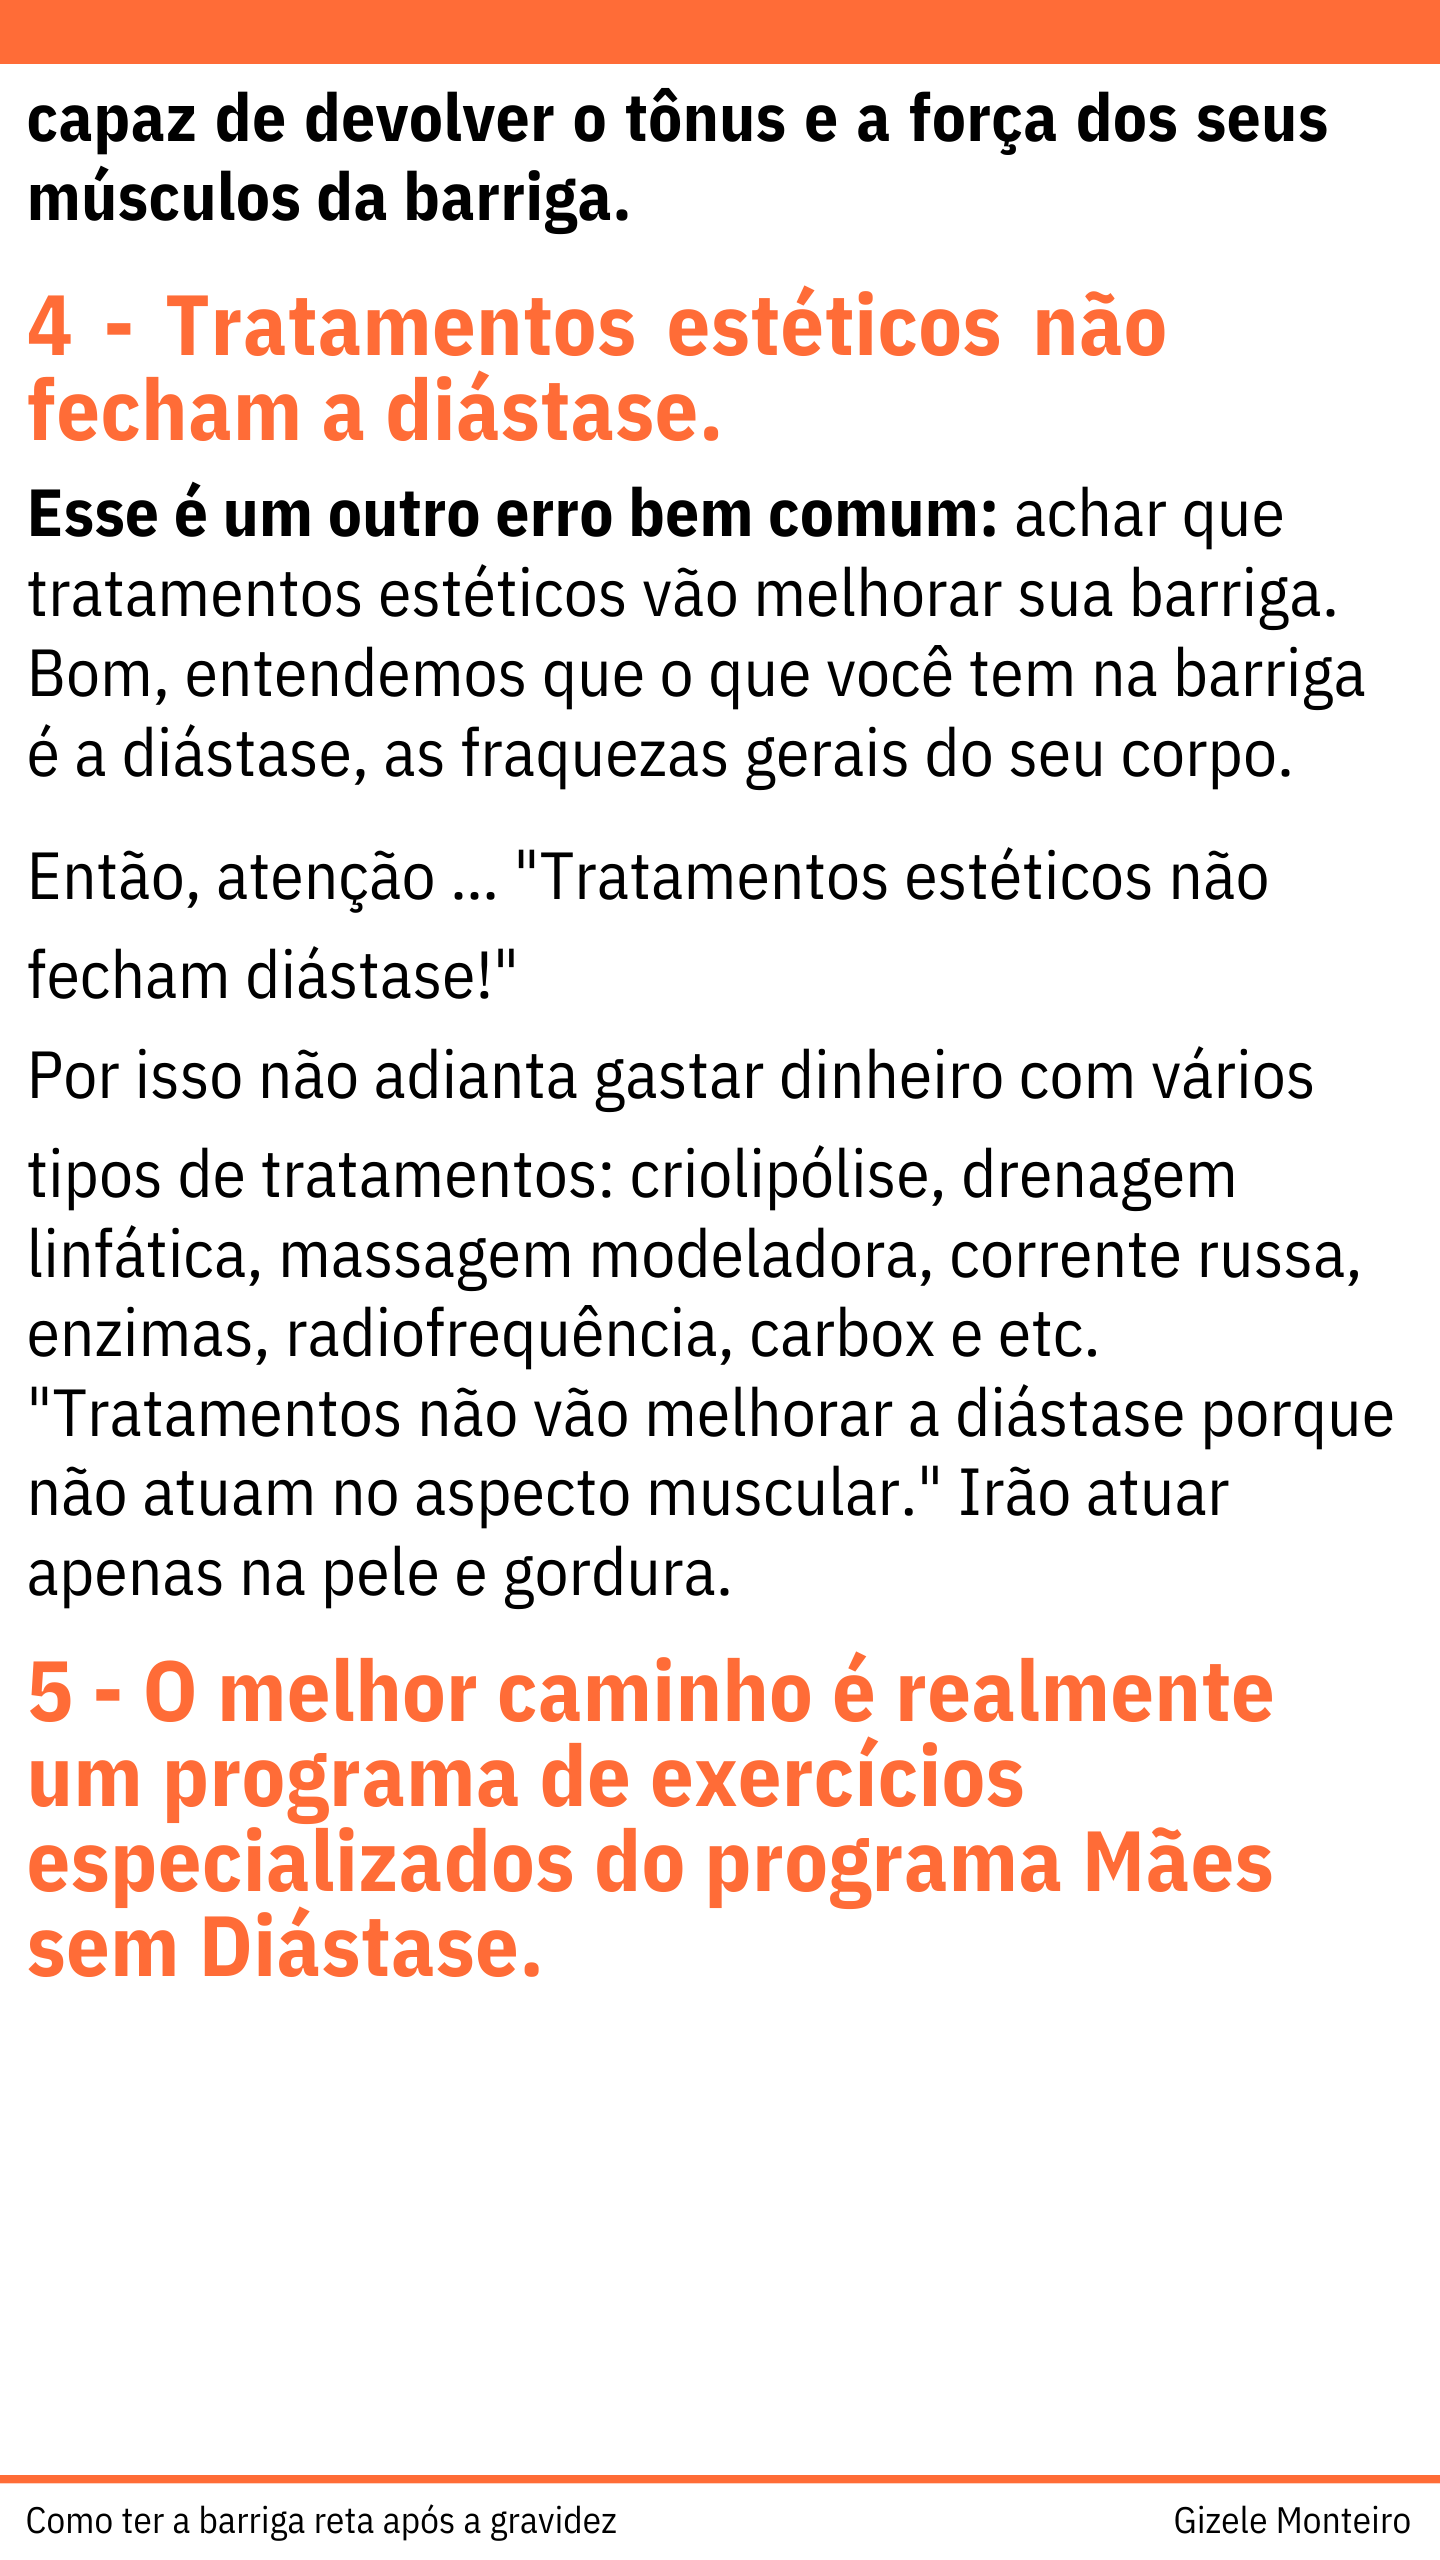 capaz de devolver o tônus e a força dos seus
músculos da barriga.
4 - Tratamentos estéticos não
fecham a diástase.
Esse é um outro erro bem comum: achar que
tratamentos estéticos vão melhorar sua barriga.
Bom, entendemos que o que você tem na barriga
é a diástase, as fraquezas gerais do seu corpo.
Então, atenção ... "Tratamentos estéticos não
fecham diástase!"
Por isso não adianta gastar dinheiro com vários
tipos de tratamentos: criolipólise, drenagem
linfática, massagem modeladora, corrente russa,
enzimas, radiofrequência, carbox e etc.
"Tratamentos não vão melhorar a diástase porque
não atuam no aspecto muscular." Irão atuar
apenas na pele e gordura.
5 - O melhor caminho é realmente
um programa de exercícios
especializados do programa Mães
sem Diástase.
Como ter a barriga reta após a gravidez
Gizele Monteiro